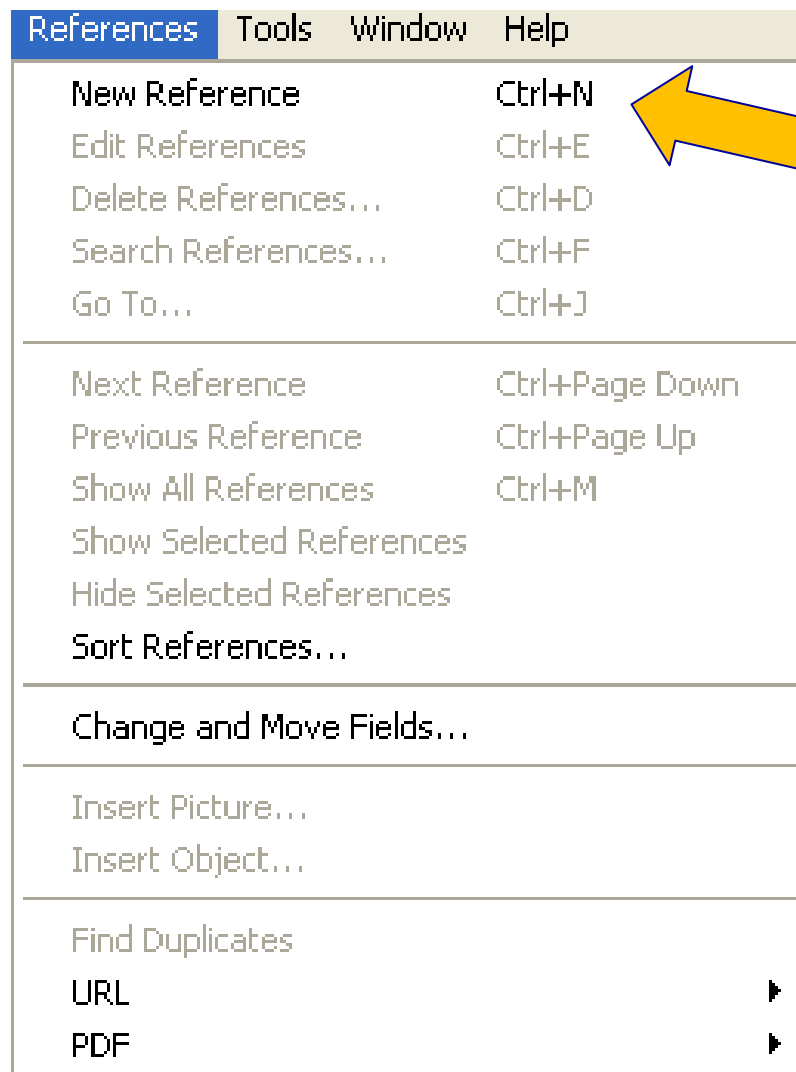 References Tools Window Help
New Reference Ctrl+N
Edit References Ctrl+E
Delete References... Ctrl+D
Search References... Ctrl+F
Go To... Ctrl+J
Next Reference Ctrl+Page Down
Previous Reference Ctrl+Page Up
Show All References Ctrl+M
Show Selected References
Hide Selected References
Sort References...
Change and Move Fields...
Insert Picture...
Insert Object...
Find Duplicates
URL
PDF